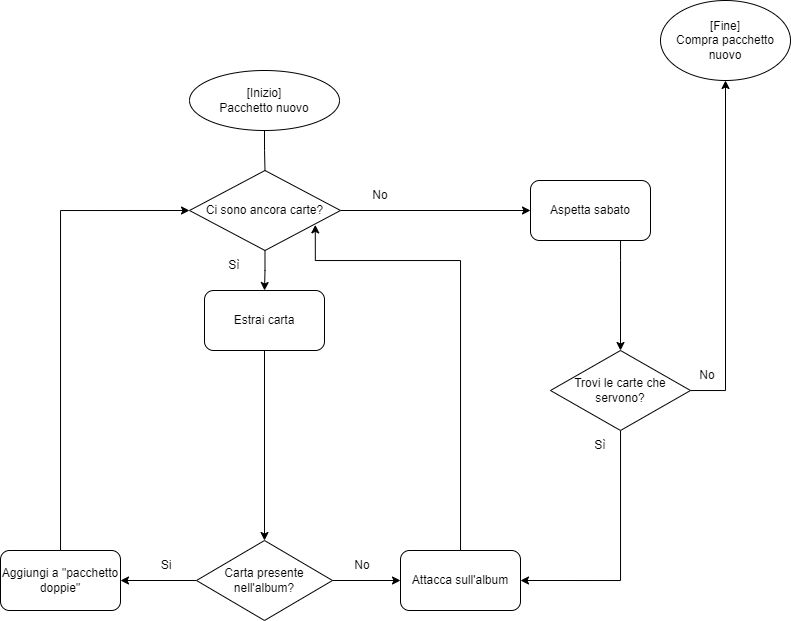 [Fine]
Compra pacchetto
nuovo
[Inizio]
Pacchetto nuovo
Ci sono ancora carte?
No
Aspetta sabato
Sì
Estrai carta
Trovi le carte che
servono?
No
Sì
Aggiungi a "pacchetto
doppie"
Si
Carta presente
nell'album?
No
Attacca sull'album